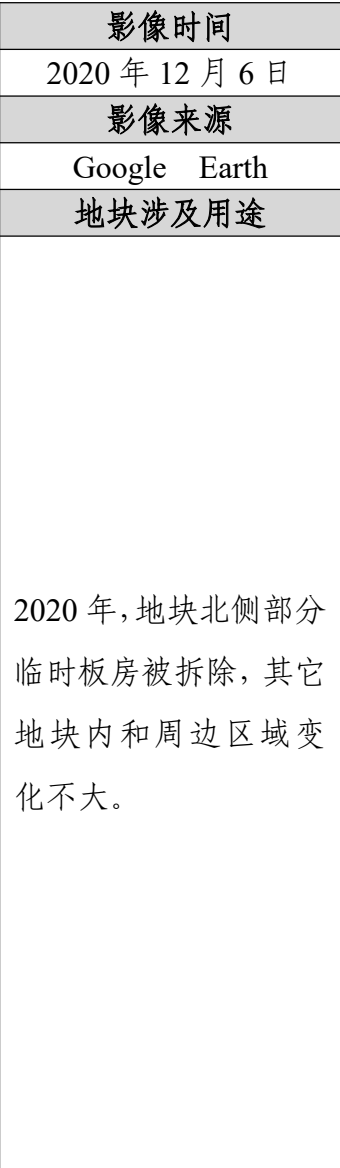 影像时间
2020 年 12 月 6 日
影像来源
Google Earth
地块涉及用途
2020 年，地块北侧部分
临时板房被拆除，其它
地块内和周边区域变
化不大。